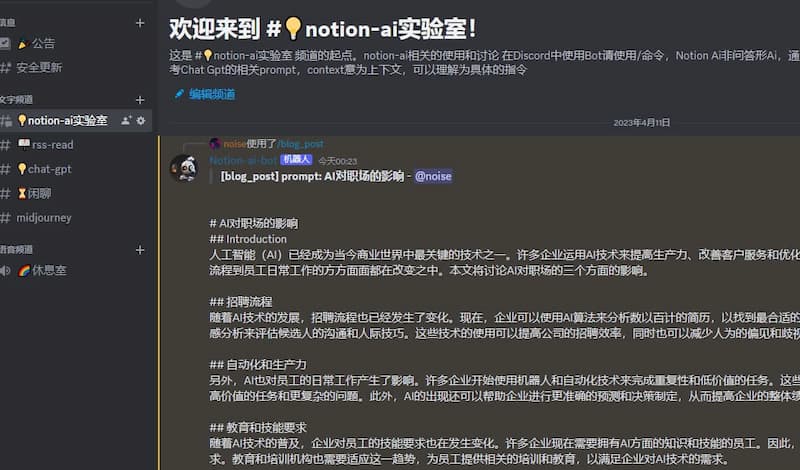 信息
公告
安全更新
文字频道
notion-ai实验室
rss-read
chat-gpt
闲聊
midjourney
语音频道
休息室
欢迎来到 #💡notion-ai实验室！
这是 #💡notion-ai实验室 频道的起点。notion-ai相关的使用和讨论 在Discord中使用Bot请使用/命令，Notion Ai非问答形Ai，通
考Chat Gpt的相关prompt，context意为上下文，可以理解为具体的指令
编辑频道
2023年4月11日
noise使用了/blog_post
Notion-ai-bot 机器人 今天00:23
[blog_post] prompt: AI对职场的影响 - @noise
# AI对职场的影响
## Introduction
人工智能（AI）已经成为当今商业世界中最关键的技术之一。许多企业运用AI技术来提高生产力、改善客户服务和优化
流程到员工日常工作的方方面面都在改变之中。本文将讨论AI对职场的三个方面的影响。
## 招聘流程
随着AI技术的发展，招聘流程也已经发生了变化。现在，企业可以使用AI算法来分析数以百计的简历，以找到最合适的
感分析来评估候选人的沟通和人际技巧。这些技术的使用可以提高公司的招聘效率，同时也可以减少人为的偏见和歧视
## 自动化和生产力
另外，AI也对员工的日常工作产生了影响。许多企业开始使用机器人和自动化技术来完成重复性和低价值的任务。这些
高价值的任务和更复杂的问题。此外，AI的出现还可以帮助企业进行更准确的预测和决策制定，从而提高企业的整体绩
## 教育和技能要求
随着AI技术的普及，企业对员工的技能要求也在发生变化。许多企业现在需要拥有AI方面的知识和技能的员工。因此，
求。教育和培训机构也需要适应这一趋势，为员工提供相关的培训和教育，以满足企业对AI技术的需求。